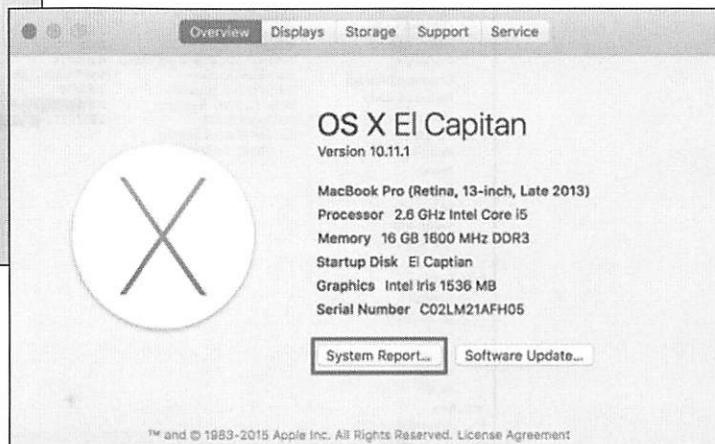 Overview Displays Storage Support Service
OS X El Capitan
Version 10.11.1
MacBook Pro (Retina, 13-inch, Late 2013)
Processor 2.6 GHz Intel Core i5
Memory 16 GB 1600 MHz DDR3
Startup Disk El Captian
Graphics Intel Iris 1536 MB
Serial Number C02LM21AFH05
System Report... Software Update...
™ and © 1983-2015 Apple Inc. All Rights Reserved. License Agreement